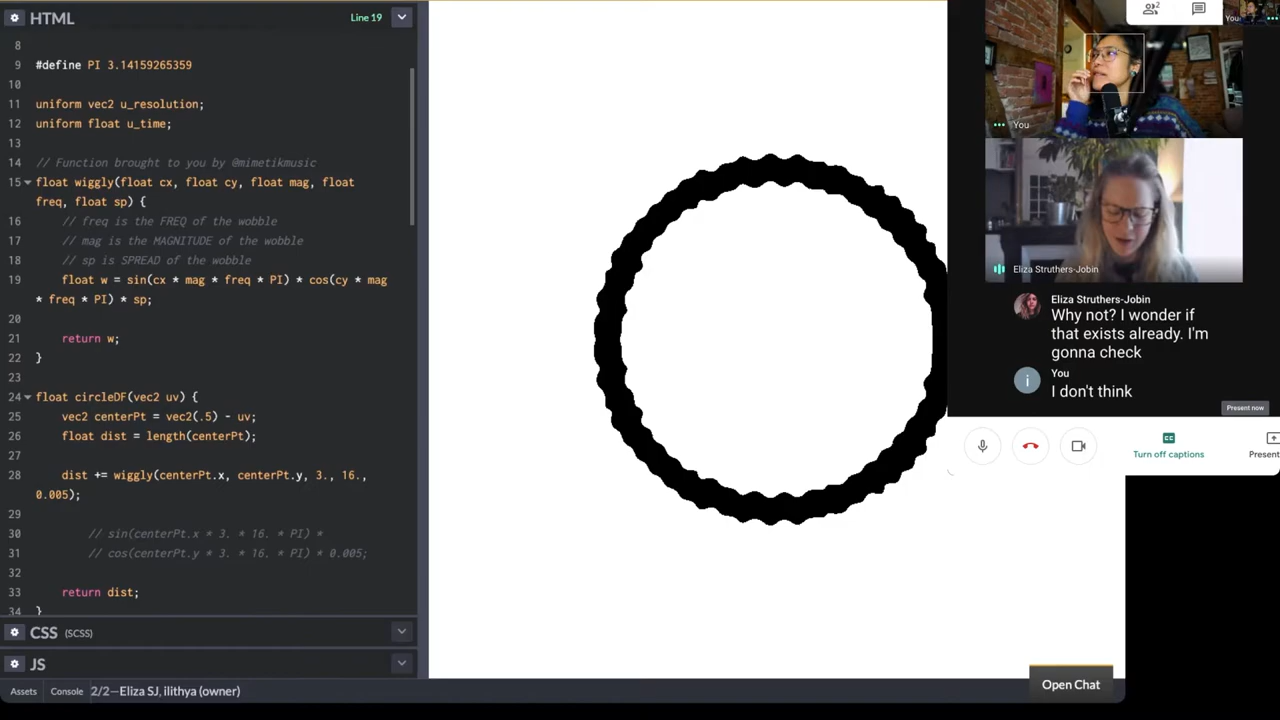 HTML
Line 19
8
9 #define PI 3.14159265359
10
11 uniform vec2 u_resolution;
12 uniform float u_time;
13
14 // Function brought to you by @mimetikmusic
15 float wiggly(float cx, float cy, float mag, float
freq, float sp) {
16 // freq is the FREQ of the wobble
17 // mag is the MAGNITUDE of the wobble
18 // sp is SPREAD of the wobble
19 float w = sin(cx * mag * freq * PI) * cos(cy * mag
* freq * PI) * sp;
20
21 return w;
22 }
23
24 float circleDF(vec2 uv) {
25 vec2 centerPt = vec2(.5) - uv;
26 float dist = length(centerPt);
27
28 dist += wiggly(centerPt.x, centerPt.y, 3., 16.,
0.005);
29
30 // sin(centerPt.x * 3. * 16. * PI) *
31 // cos(centerPt.y * 3. * 16. * PI) * 0.005;
32
33 return dist;
34 }
CSS (SCSS)
JS
Assets Console 2/2—Eliza SJ, ilithya (owner)
Open Chat
2
You
You
Eliza Struthers-Jobin
Eliza Struthers-Jobin
Why not? I wonder if
that exists already. I'm
gonna check
i
You
I don't think
Present now
CC
Turn off captions
Present